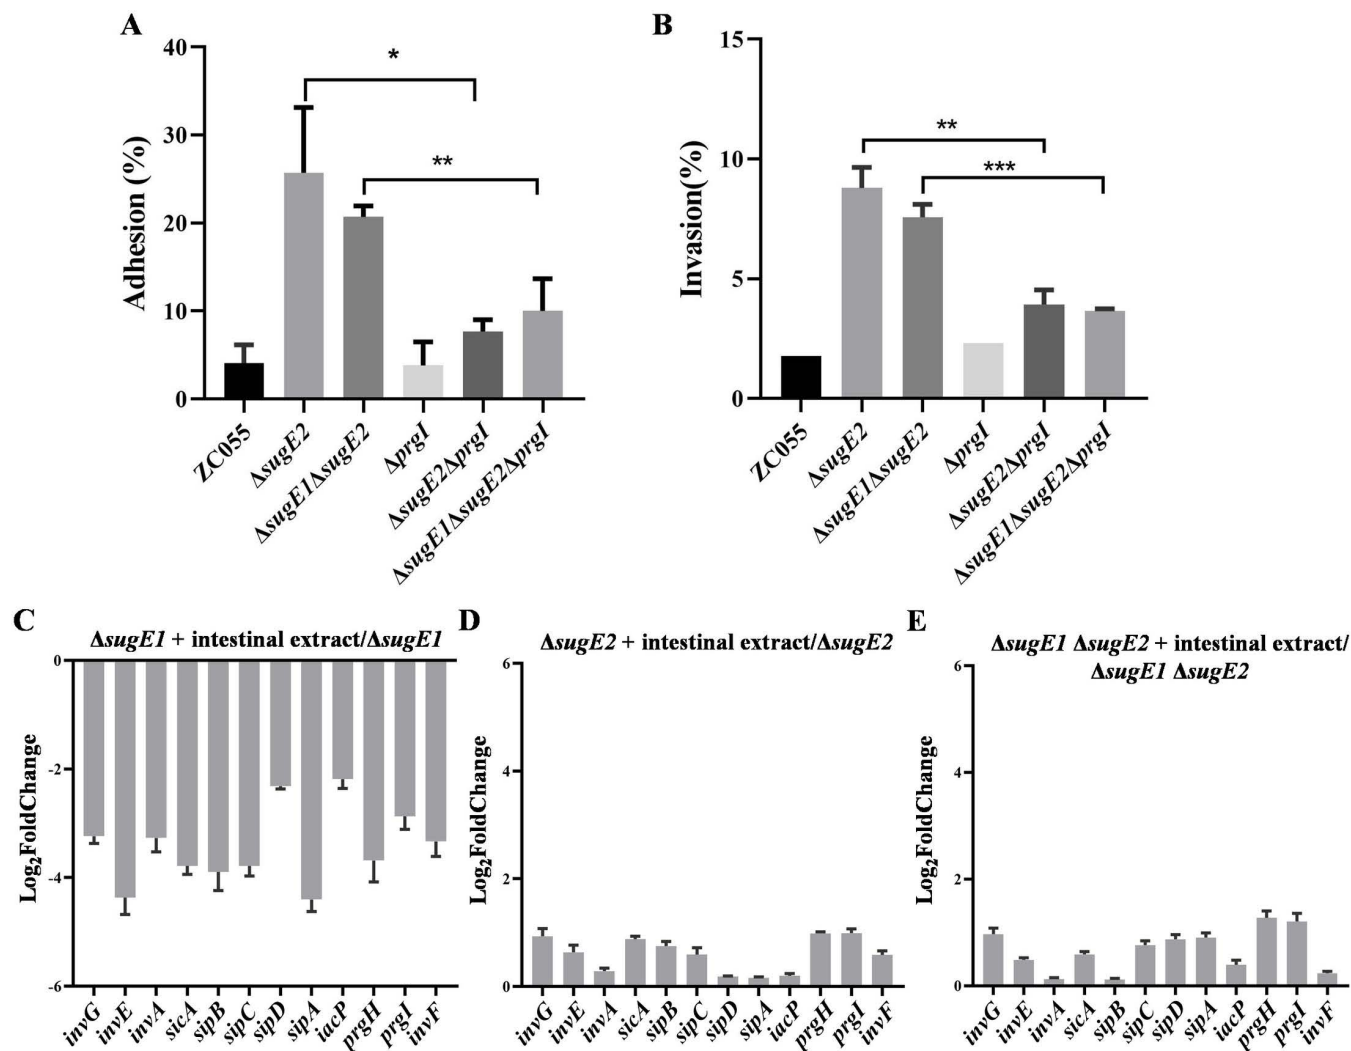 A
Adhesion (%)
40
30
20
10
0
*
**
ZC055
ΔsugE2
ΔsugE1ΔsugE2
ΔprgI
ΔsugE2ΔprgI
ΔsugE1ΔsugE2ΔprgI
B
Invasion(%)
15
10
5
0
**
***
ZC055
ΔsugE2
ΔsugE1ΔsugE2
ΔprgI
ΔsugE2ΔprgI
ΔsugE1ΔsugE2ΔprgI
C
ΔsugE1 + intestinal extract/ΔsugE1
Log₂FoldChange
0
-2
-4
-6
invG
invE
invA
sicA
sipB
sipC
sipD
sipA
iacP
prgH
prgI
invF
D
ΔsugE2 + intestinal extract/ΔsugE2
Log₂FoldChange
6
4
2
0
invG
invE
invA
sicA
sipB
sipC
sipD
sipA
iacP
prgH
prgI
invF
E
ΔsugE1 ΔsugE2 + intestinal extract/
ΔsugE1 ΔsugE2
Log₂FoldChange
6
4
2
0
invG
invE
invA
sicA
sipB
sipC
sipD
sipA
iacP
prgH
prgI
invF